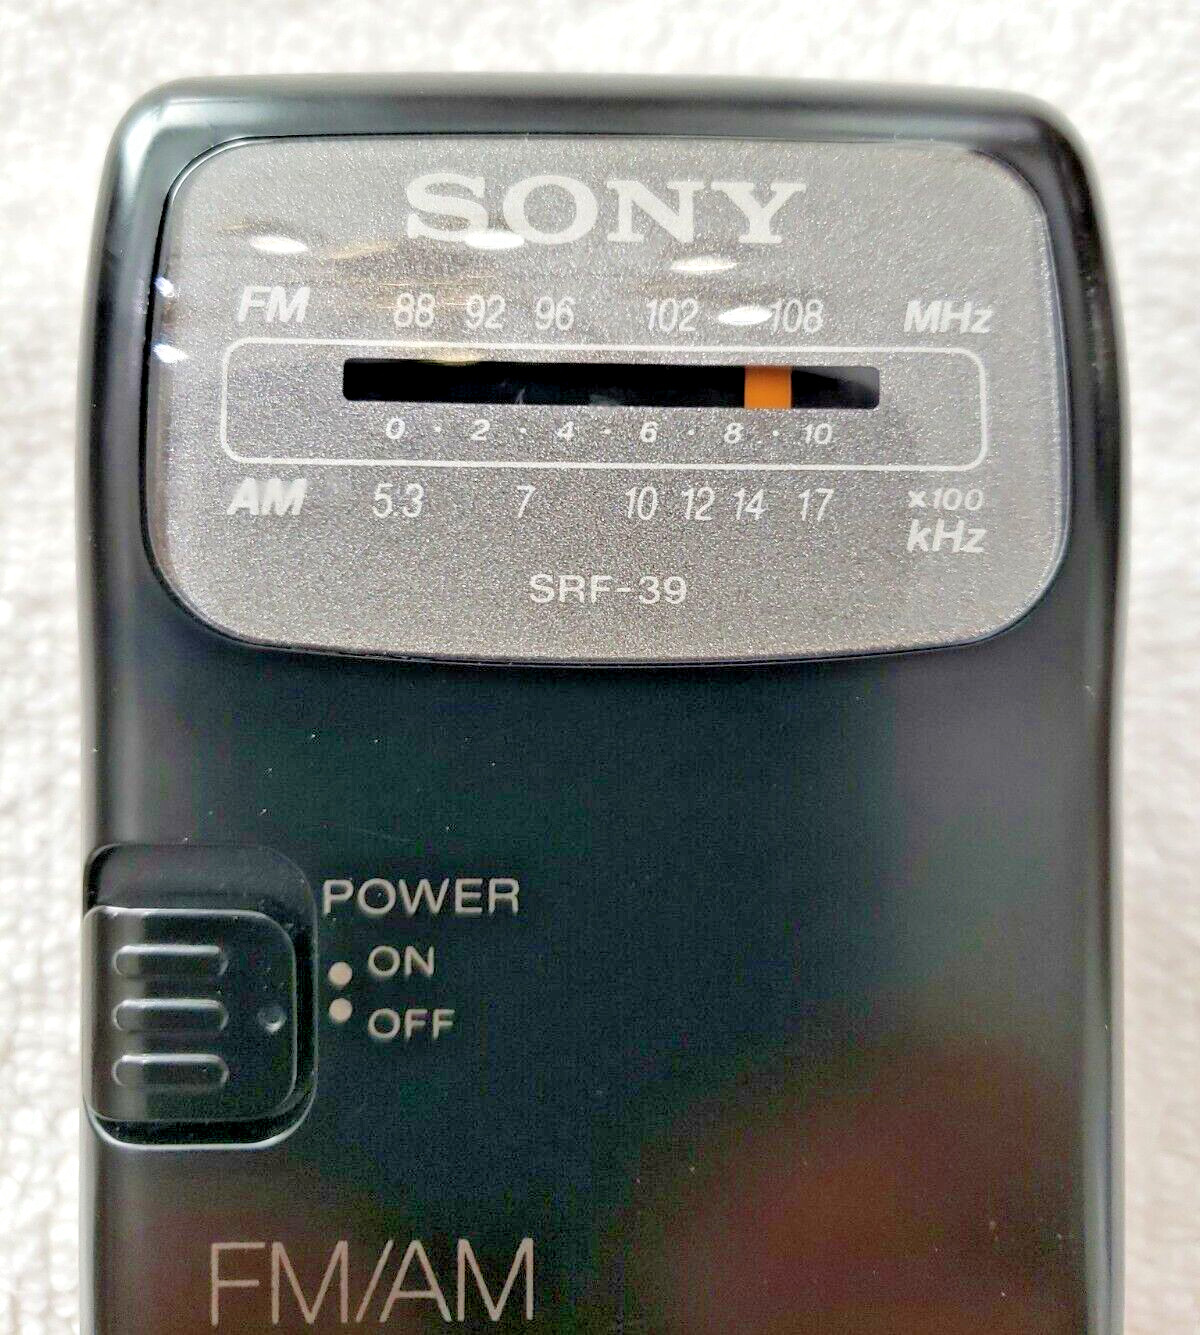 SONY
FM 88 92 96 102 108 MHz
0 · 2 · 4 · 6 · 8 · 10
AM 5.3 7 10 12 14 17 ×100 kHz
SRF-39
POWER
ON
OFF
FM/AM